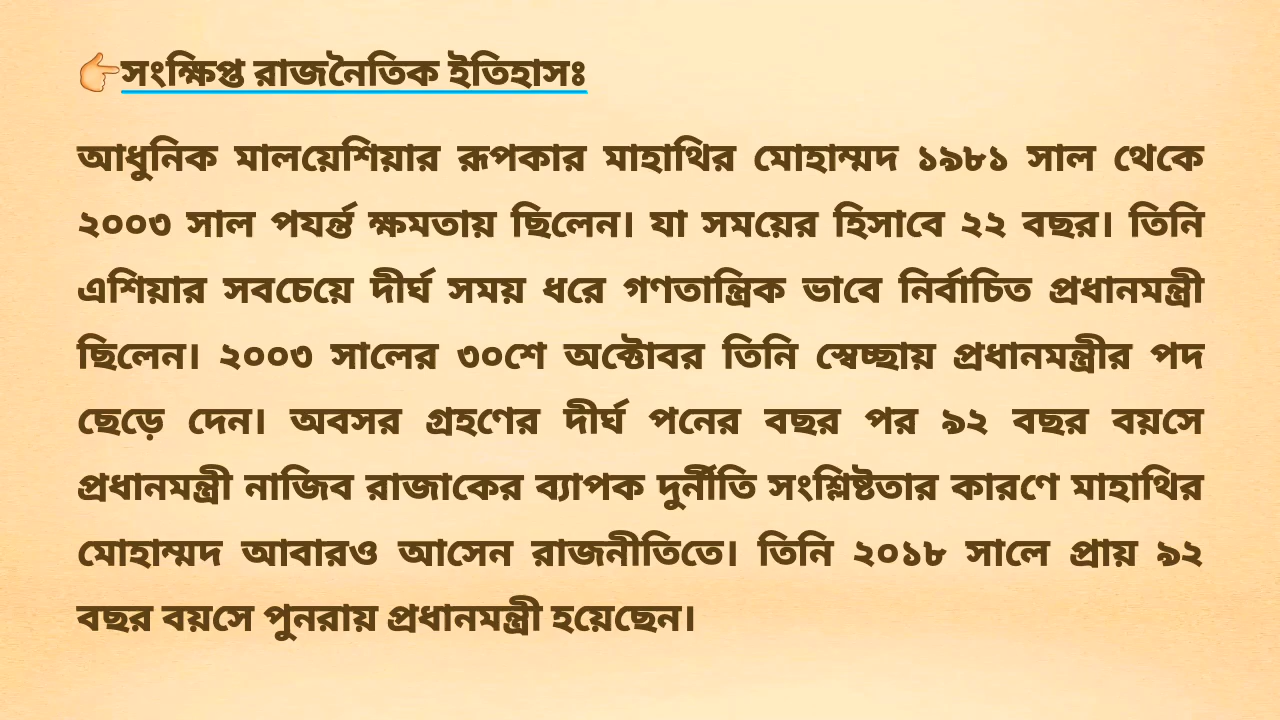 👉সংক্ষিপ্ত রাজনৈতিক ইতিহাসঃ
আধুনিক মালয়েশিয়ার রূপকার মাহাথির মোহাম্মদ ১৯৮১ সাল থেকে
২০০৩ সাল পযর্ন্ত ক্ষমতায় ছিলেন। যা সময়ের হিসাবে ২২ বছর। তিনি
এশিয়ার সবচেয়ে দীর্ঘ সময় ধরে গণতান্ত্রিক ভাবে নির্বাচিত প্রধানমন্ত্রী
ছিলেন। ২০০৩ সালের ৩০শে অক্টোবর তিনি স্বেচ্ছায় প্রধানমন্ত্রীর পদ
ছেড়ে দেন। অবসর গ্রহণের দীর্ঘ পনের বছর পর ৯২ বছর বয়সে
প্রধানমন্ত্রী নাজিব রাজাকের ব্যাপক দুর্নীতি সংশ্লিষ্টতার কারণে মাহাথির
মোহাম্মদ আবারও আসেন রাজনীতিতে। তিনি ২০১৮ সালে প্রায় ৯২
বছর বয়সে পুনরায় প্রধানমন্ত্রী হয়েছেন।